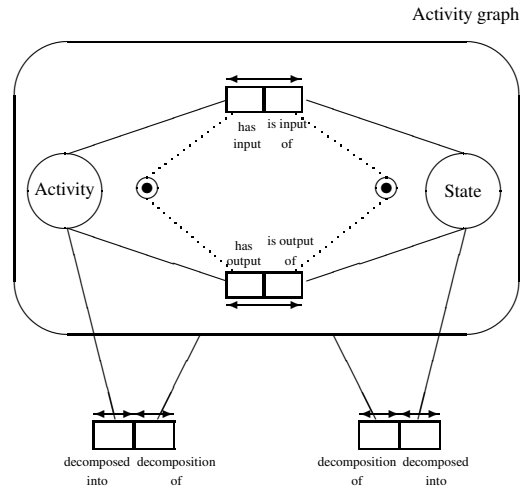 Activity graph
has
input
is input
of
Activity
State
has
output
is output
of
decomposed
into
decomposition
of
decomposition
of
decomposed
into